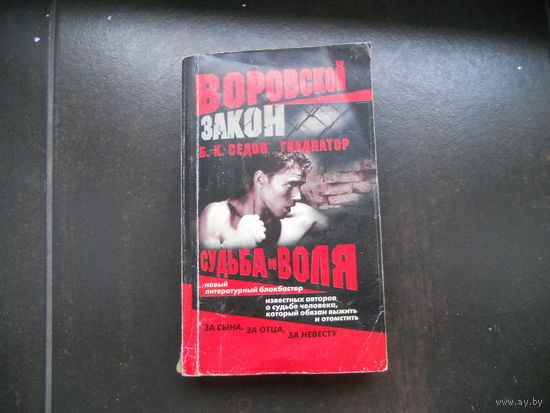 ВОРОВСКОЙ
ЗАКОН
Б. К. СЕДОВ ГЛАДИАТОР
СУДЬБА И ВОЛЯ
новый
литературный блокбастер
известных авторов
о судьбе человека,
который обязан выжить
и отомстить
ЗА СЫНА, ЗА ОТЦА, ЗА НЕВЕСТУ
www.ay.by